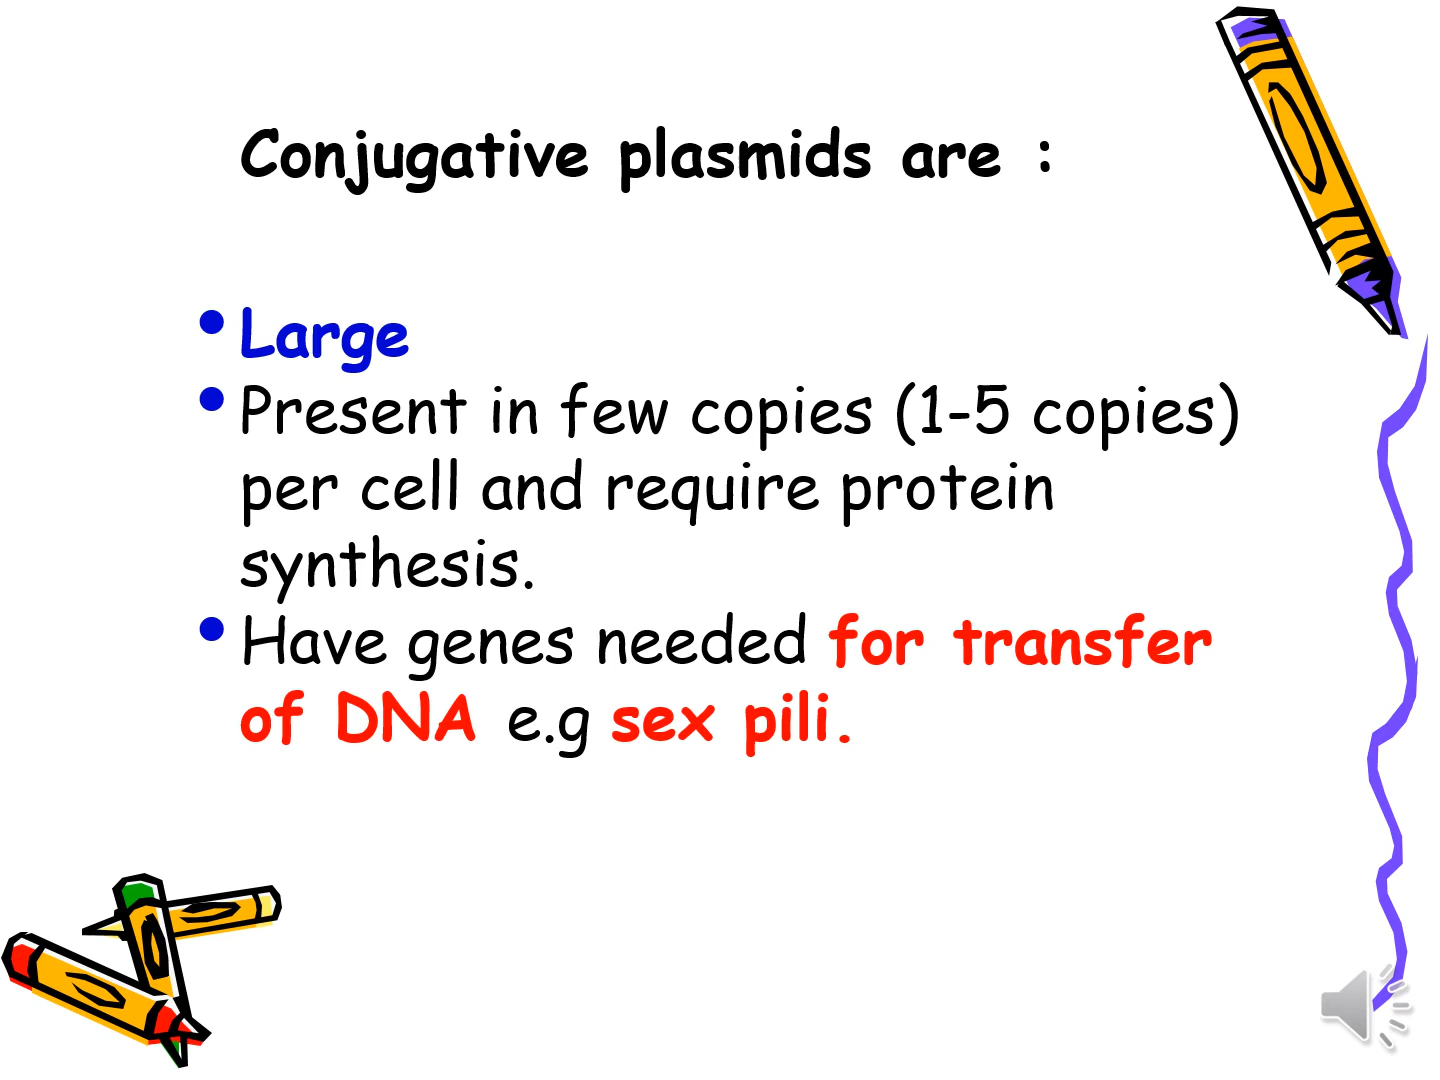 Conjugative plasmids are :
• Large
• Present in few copies (1-5 copies)
per cell and require protein
synthesis.
• Have genes needed for transfer
of DNA e.g sex pili.